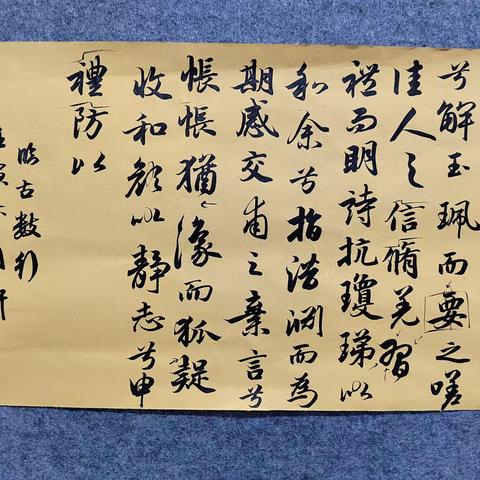 兮解玉珮而要之嗟
佳人之信脩羌習
禮而明詩抗瓊珶以
和余兮指潛淵而為
期感交甫之棄言兮
悵悵猶豫而狐疑
收和顏以靜志兮申
禮防以
臨古數行